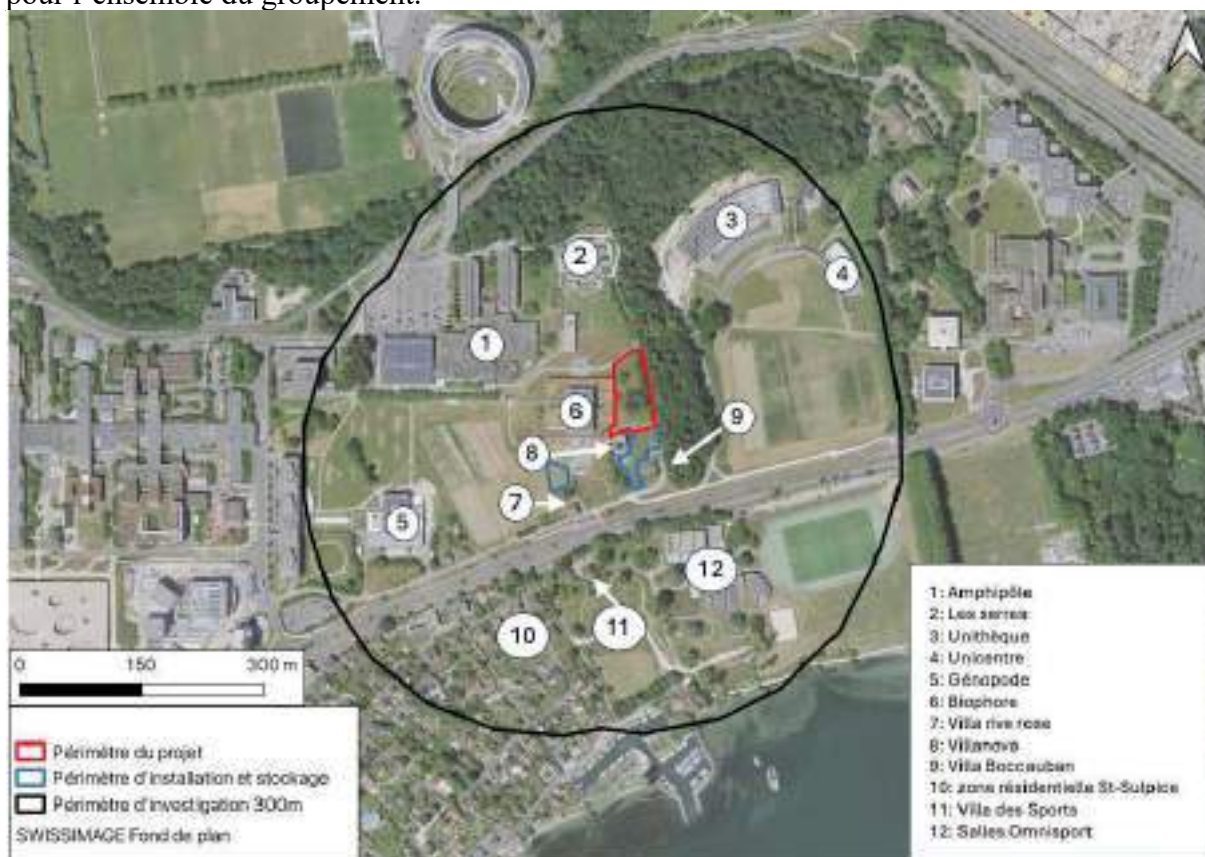 pour l'ensemble du groupement.
1
2
3
4
5
6
7
8
9
10
11
12
0 150 300 m
Périmètre du projet
Périmètre d'installation et stockage
Périmètre d'investigation 300m
SWISSIMAGE Fond de plan
1: Amphipôle
2: Les serres
3: Unithèque
4: Unicentre
5: Génopode
6: Biophore
7: Villa rive rose
8: Villanova
9: Villa Boccauban
10: zone résidentielle St-Sulpice
11: Villa des Sports
12: Salles Omnisport